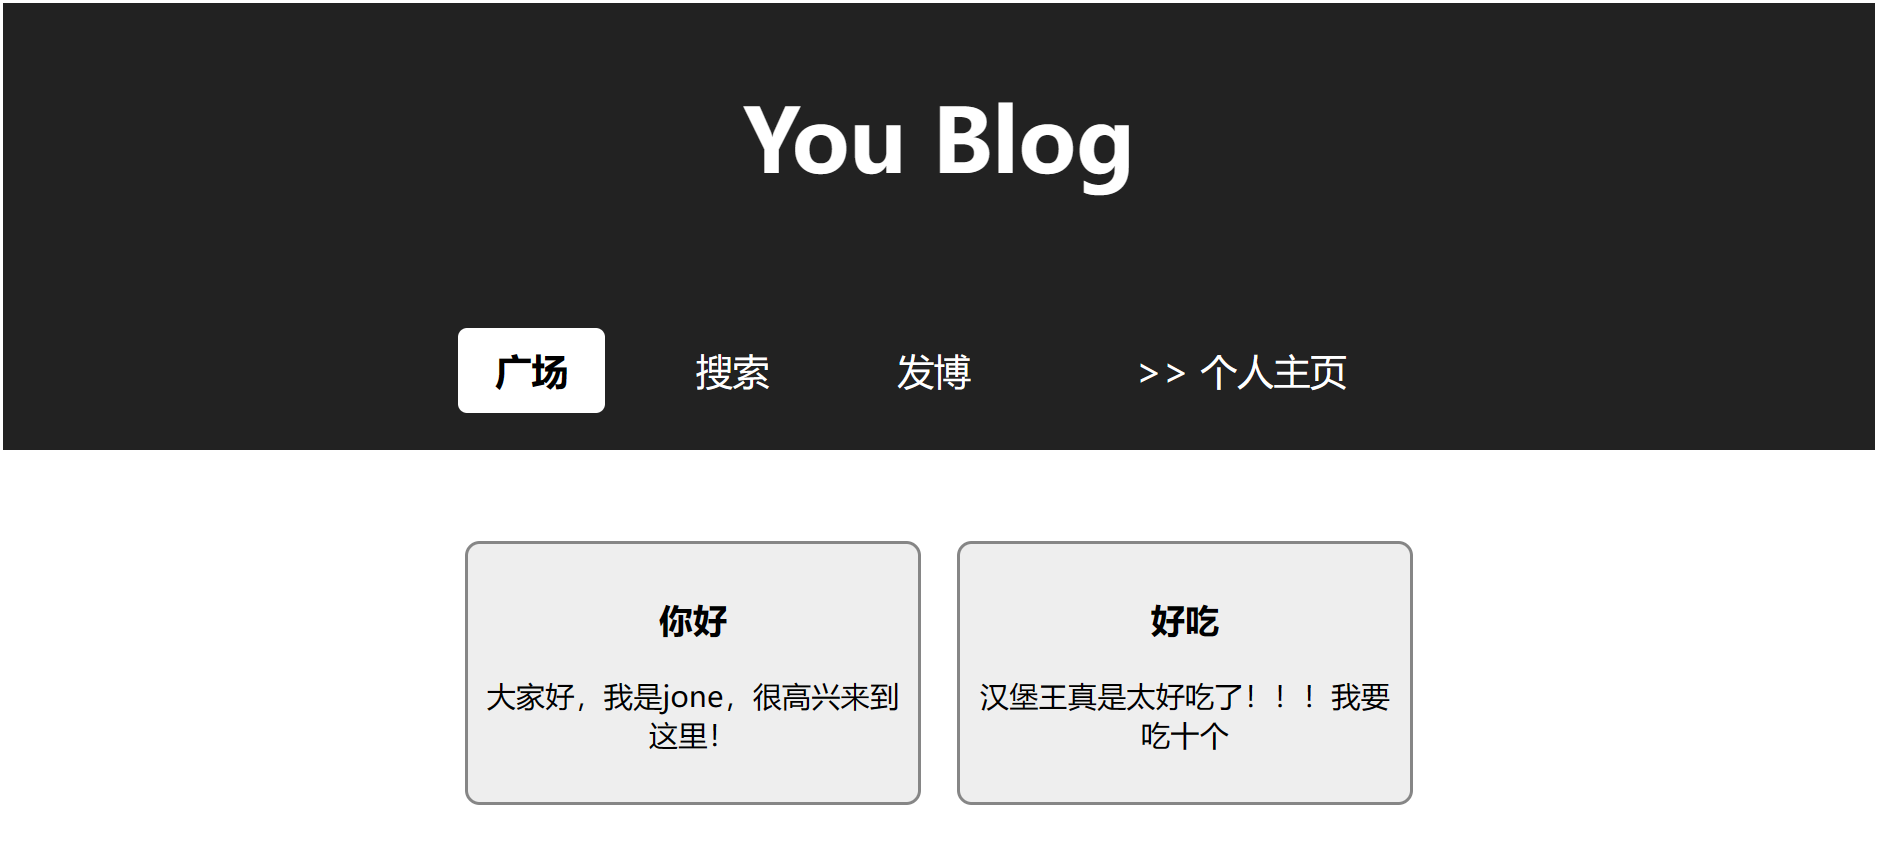 You Blog
广场 搜索 发博 >> 个人主页
你好
大家好，我是jone，很高兴来到
这里！
好吃
汉堡王真是太好吃了！！！我要
吃十个